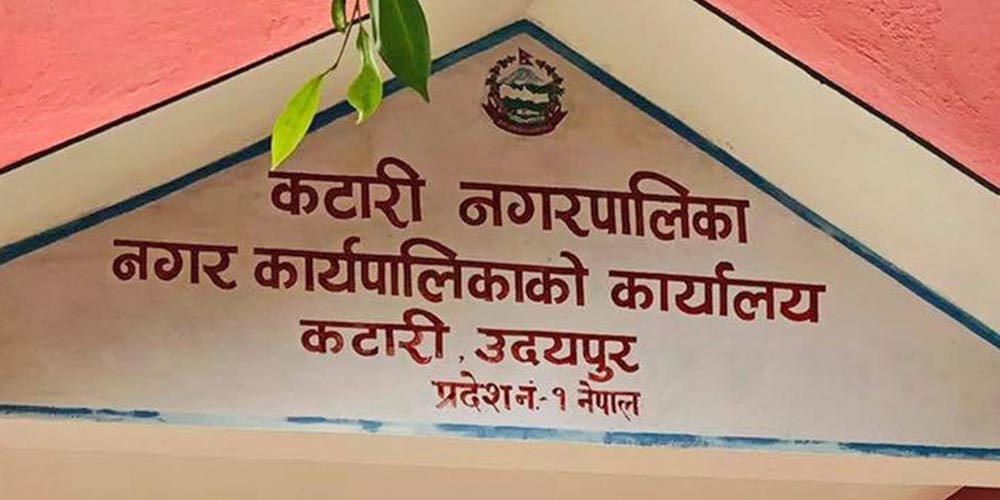 कटारी नगरपालिका
नगर कार्यपालिकाको कार्यालय
कटारी, उदयपुर
प्रदेश नं.- १ नेपाल